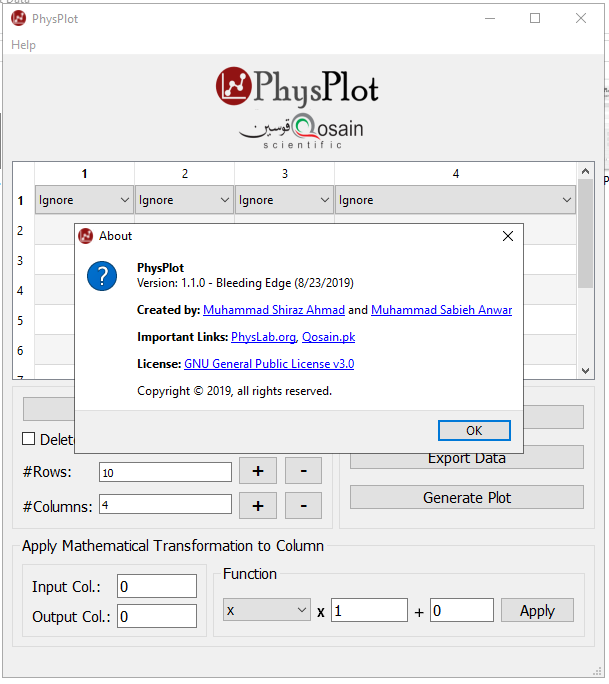 PhysPlot
Help
PhysPlot
قوسين Qosain
scientific
1 2 3 4
1 Ignore Ignore Ignore Ignore
2
3
4
5
6
About
PhysPlot
Version: 1.1.0 - Bleeding Edge (8/23/2019)
Created by: Muhammad Shiraz Ahmad and Muhammad Sabieh Anwar
Important Links: PhysLab.org, Qosain.pk
License: GNU General Public License v3.0
Copyright © 2019, all rights reserved.
OK
Delete
#Rows: 10 + -
#Columns: 4 + -
Export Data
Generate Plot
Apply Mathematical Transformation to Column
Input Col.: 0
Output Col.: 0
Function
x x 1 + 0 Apply